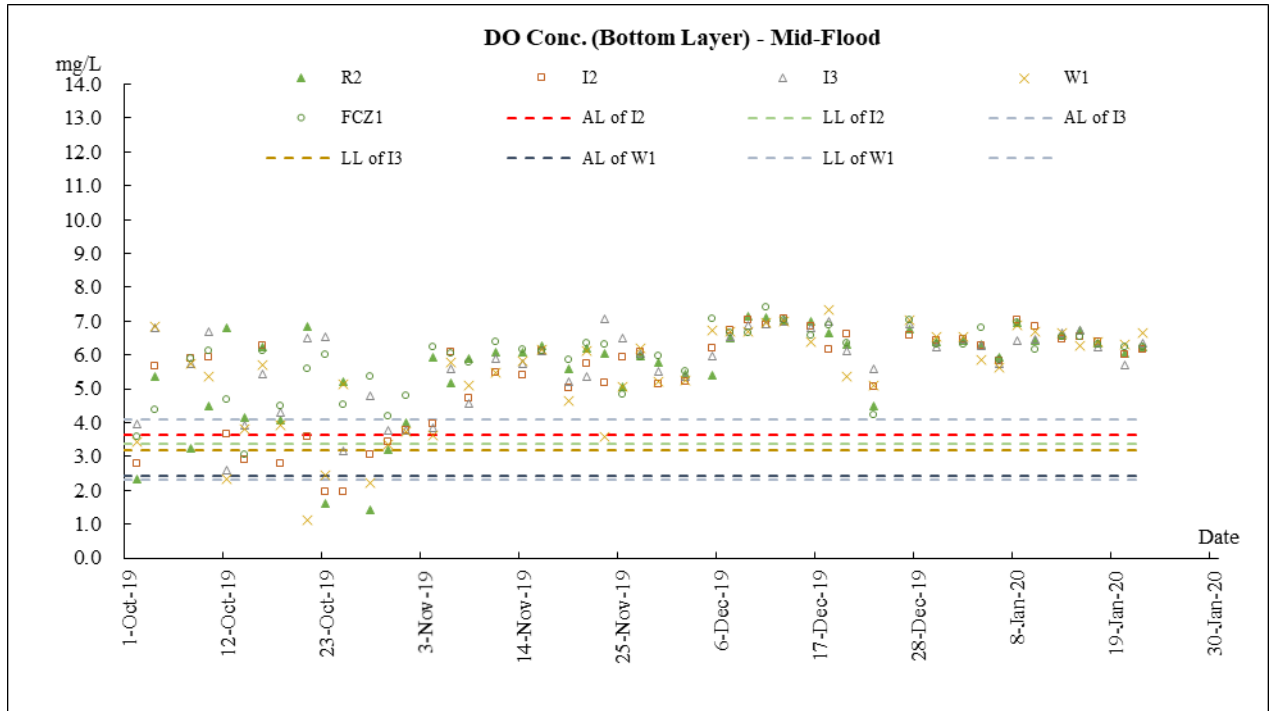 DO Conc. (Bottom Layer) - Mid-Flood
mg/L
R2 I2 I3 W1
FCZ1 AL of I2 LL of I2 AL of I3
LL of I3 AL of W1 LL of W1
14.0
13.0
12.0
11.0
10.0
9.0
8.0
7.0
6.0
5.0
4.0
3.0
2.0
1.0
0.0
Date
1-Oct-19
12-Oct-19
23-Oct-19
3-Nov-19
14-Nov-19
25-Nov-19
6-Dec-19
17-Dec-19
28-Dec-19
8-Jan-20
19-Jan-20
30-Jan-20